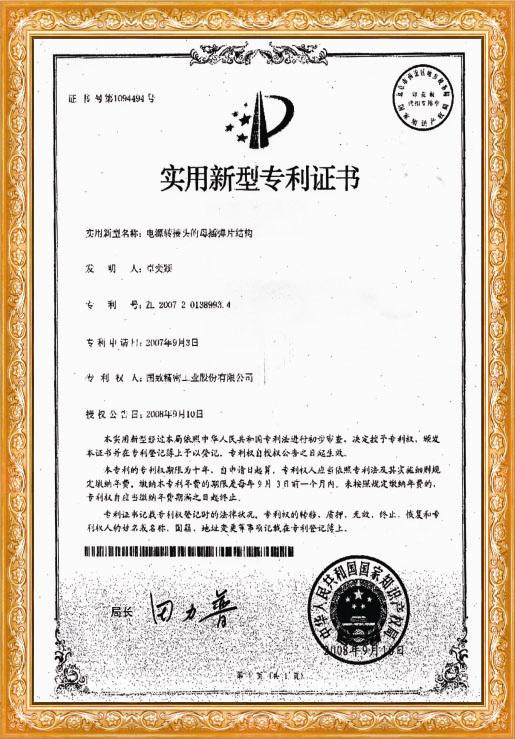 证书号第1094494号
实用新型专利证书
实用新型名称：电源转接头的母插弹片结构
发 明 人：卓奕颖
专 利 号：ZL 2007 2 0138993.4
专利申请日：2007年9月3日
专 利 权 人：国致精密工业股份有限公司
授权公告日：2008年9月10日
本实用新型经过本局依照中华人民共和国专利法进行初步审查，决定授予专利权，颁发
本证书并在专利登记簿上予以登记。专利权自授权公告之日起生效。
本专利的专利权期限为十年，自申请日起算。专利权人应当依照专利法及其实施细则规
定缴纳年费。缴纳本专利年费的期限是每年9月3日前一个月内。未按照规定缴纳年费的，
专利权自应当缴纳年费期满之日起终止。
专利证书记载专利权登记时的法律状况。专利权的转移、质押、无效、终止、恢复和专
利权人的姓名或名称、国籍、地址变更等事项记载在专利登记簿上。
局长 田力普
中华人民共和国国家知识产权局
2008年9月10日
第1页（共1页）